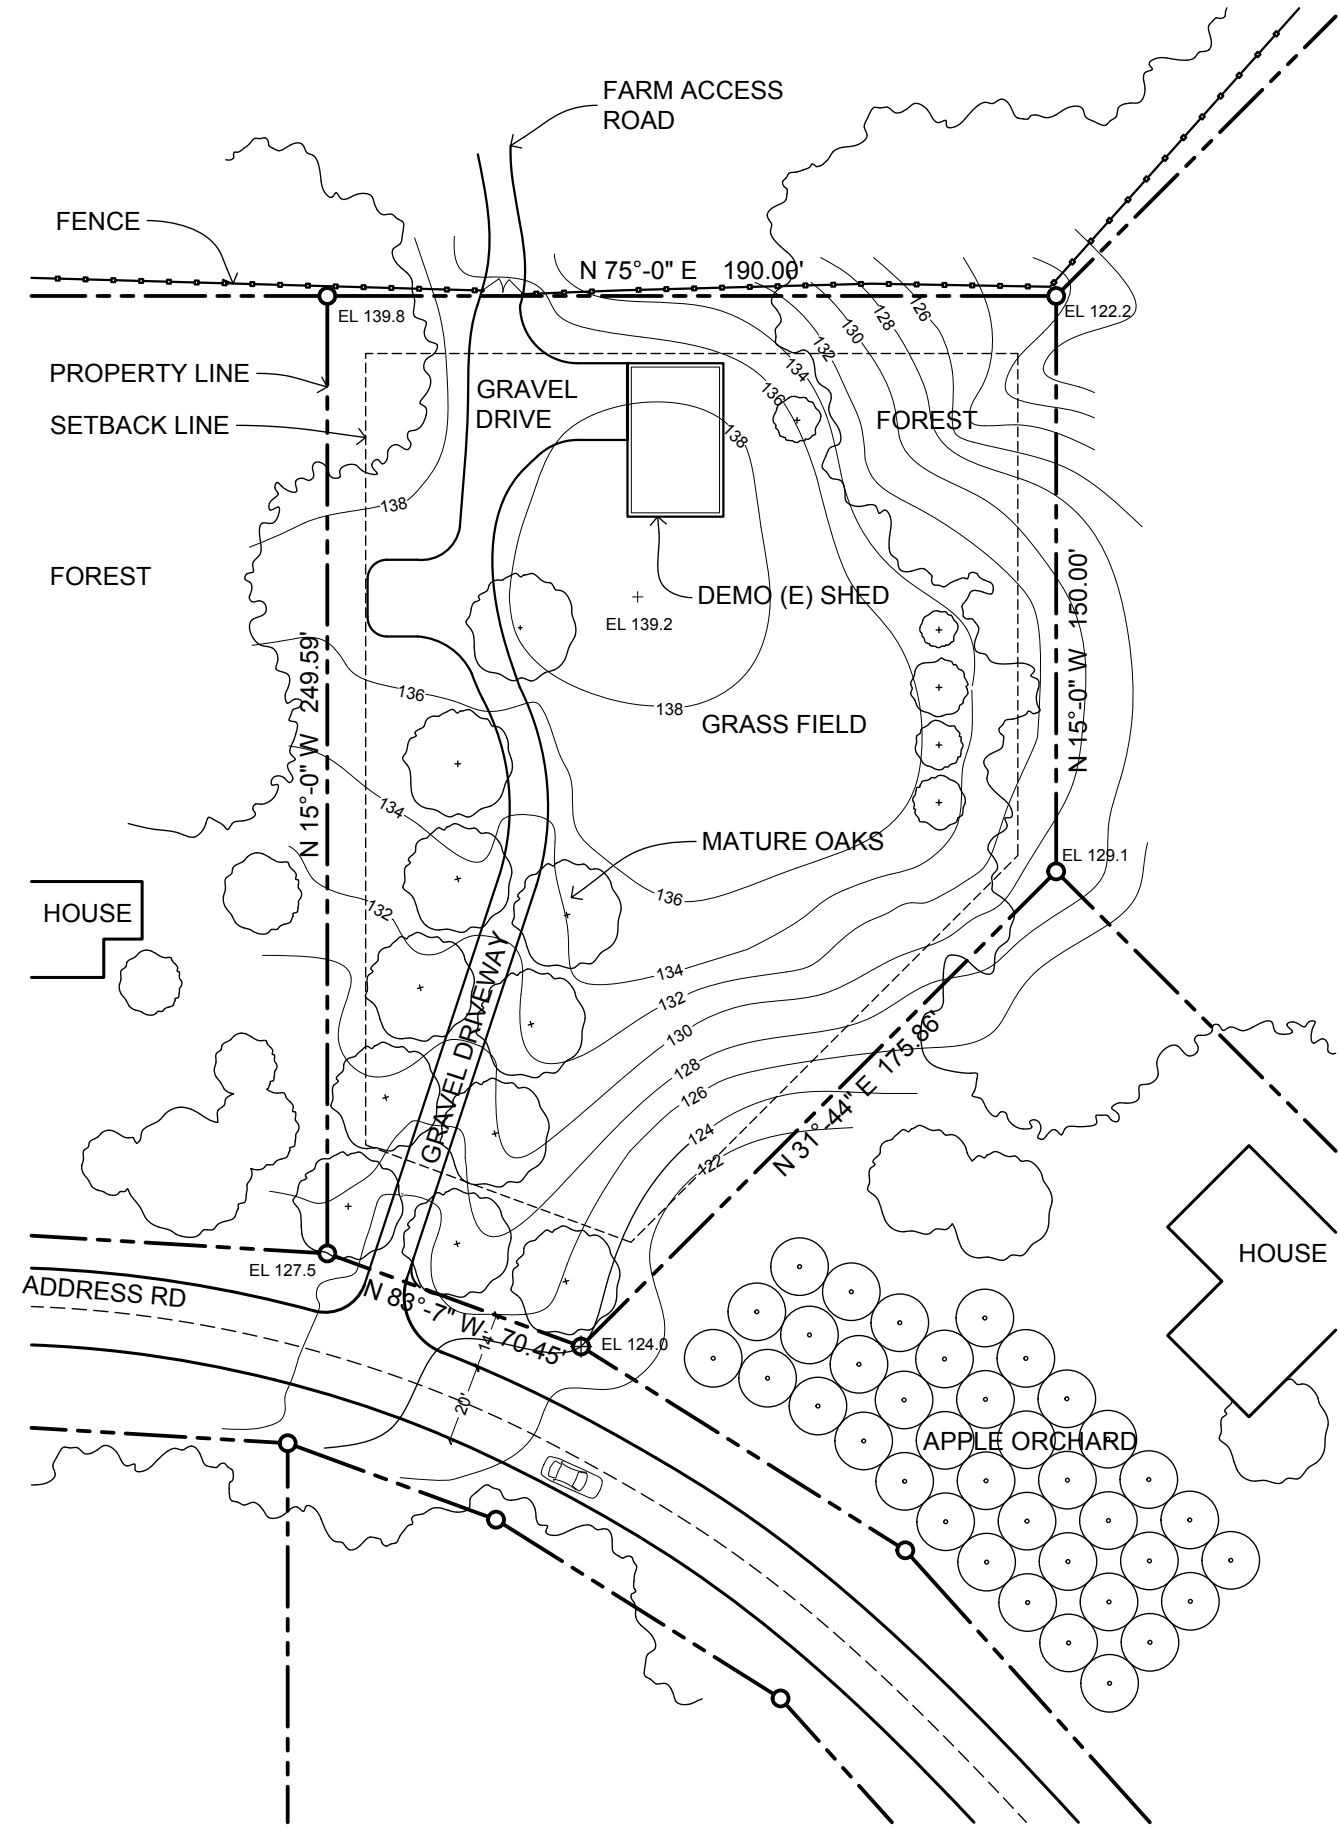 FARM ACCESS
ROAD
FENCE
N 75°-0" E 190.00'
EL 139.8
EL 122.2
126
128
130
132
134
136
138
PROPERTY LINE
SETBACK LINE
GRAVEL
DRIVE
FOREST
138
FOREST
DEMO (E) SHED
EL 139.2
N 15°-0" W 249.59'
N 15°-0" W 150.00'
136
138
GRASS FIELD
134
MATURE OAKS
EL 129.1
136
132
HOUSE
134
132
130
128
126
124
122
GRAVEL DRIVEWAY
N 31°-44" E 175.86'
EL 127.5
HOUSE
ADDRESS RD
N 83°-7" W 70.45'
EL 124.0
14'
20'
APPLE ORCHARD